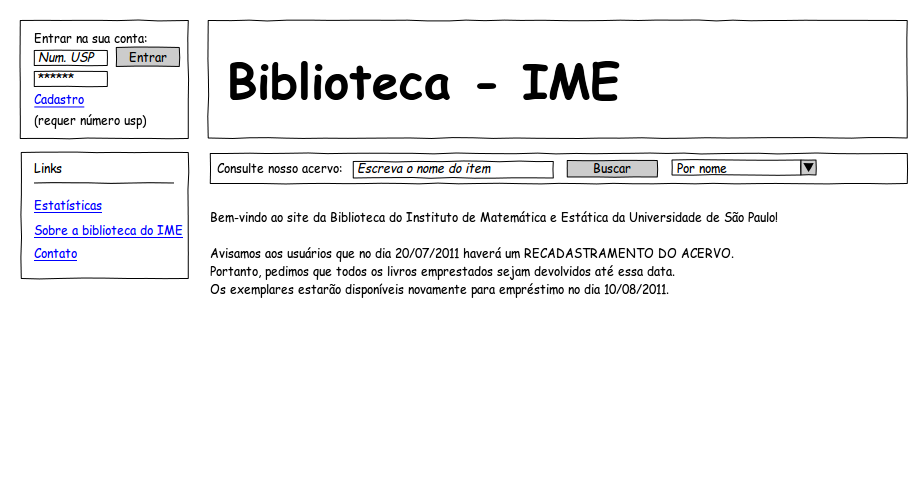 Entrar na sua conta:
Num. USP
Entrar
******
Cadastro
(requer número usp)
Biblioteca - IME
Links
Estatísticas
Sobre a biblioteca do IME
Contato
Consulte nosso acervo: Escreva o nome do item Buscar Por nome
Bem-vindo ao site da Biblioteca do Instituto de Matemática e Estática da Universidade de São Paulo!
Avisamos aos usuários que no dia 20/07/2011 haverá um RECADASTRAMENTO DO ACERVO.
Portanto, pedimos que todos os livros emprestados sejam devolvidos até essa data.
Os exemplares estarão disponíveis novamente para empréstimo no dia 10/08/2011.